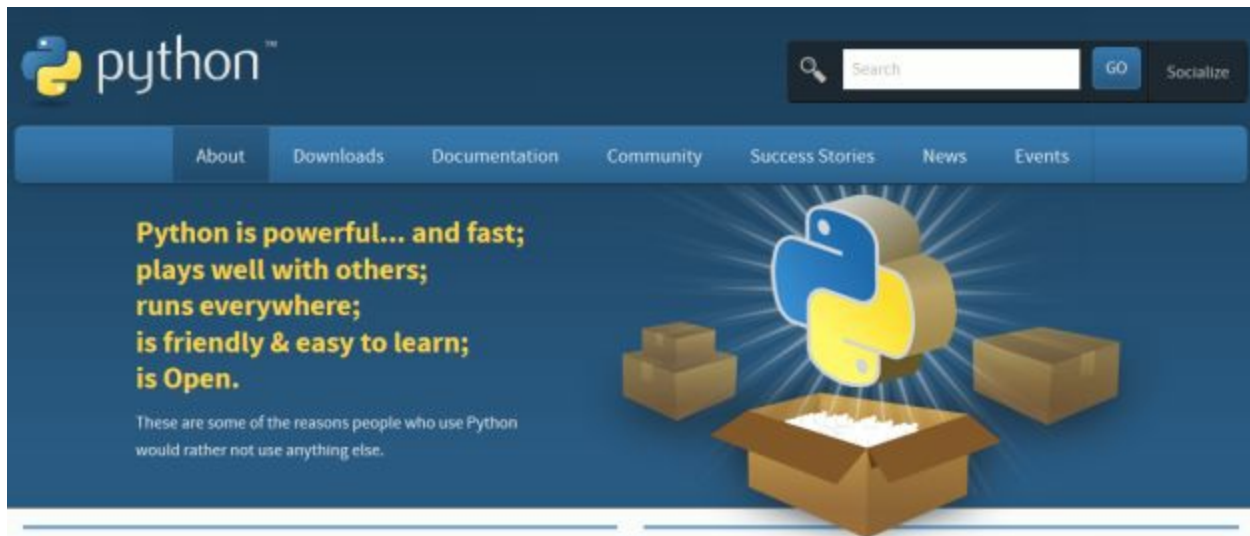 python™
Search
GO
Socialize
About Downloads Documentation Community Success Stories News Events
Python is powerful... and fast;
plays well with others;
runs everywhere;
is friendly & easy to learn;
is Open.
These are some of the reasons people who use Python
would rather not use anything else.